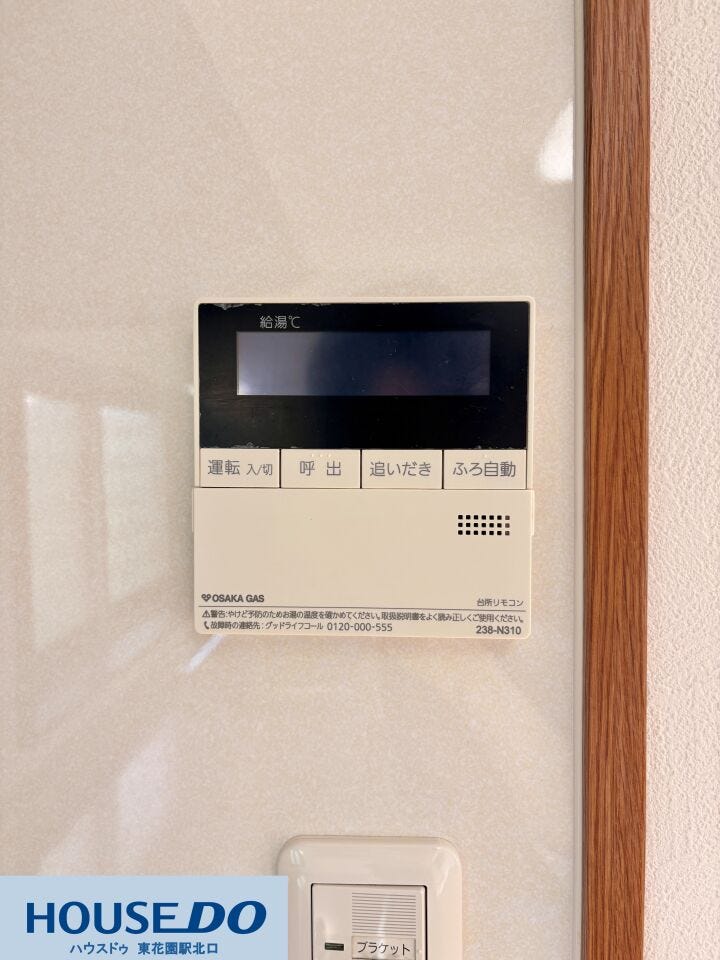 給湯℃
運転 入/切 呼出 追いだき ふろ自動
OSAKA GAS 台所リモコン
⚠警告:やけど予防のためお湯の温度を確かめてください。取扱説明書をよく読み正しくご使用ください。
故障時の連絡先:グッドライフコール 0120-000-555 238-N310
ブラケット
HOUSEDO
ハウスドゥ 東花園駅北口